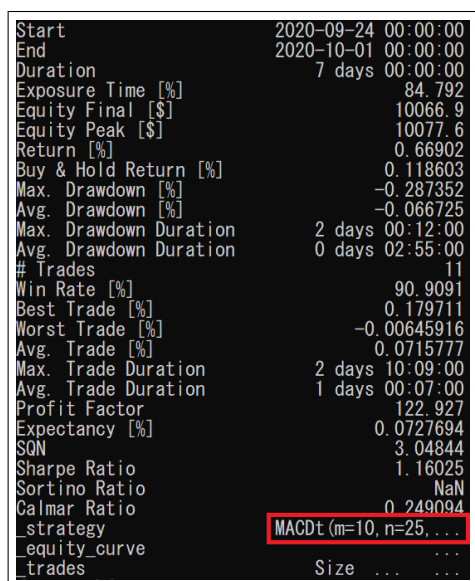 Start 2020-09-24 00:00:00
End 2020-10-01 00:00:00
Duration 7 days 00:00:00
Exposure Time [%] 84.792
Equity Final [$] 10066.9
Equity Peak [$] 10077.6
Return [%] 0.66902
Buy & Hold Return [%] 0.118603
Max. Drawdown [%] -0.287352
Avg. Drawdown [%] -0.066725
Max. Drawdown Duration 2 days 00:12:00
Avg. Drawdown Duration 0 days 02:55:00
# Trades 11
Win Rate [%] 90.9091
Best Trade [%] 0.179711
Worst Trade [%] -0.00645916
Avg. Trade [%] 0.0715777
Max. Trade Duration 2 days 10:09:00
Avg. Trade Duration 1 days 00:07:00
Profit Factor 122.927
Expectancy [%] 0.0727694
SQN 3.04844
Sharpe Ratio 1.16025
Sortino Ratio NaN
Calmar Ratio 0.249094
_strategy MACDt(m=10,n=25,...
_equity_curve ...
_trades Size ... ...